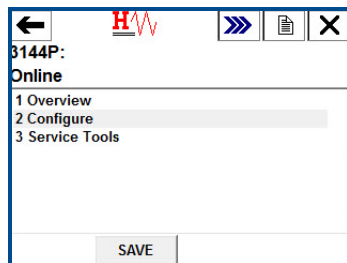 H
3144P:
Online
1 Overview
2 Configure
3 Service Tools
SAVE